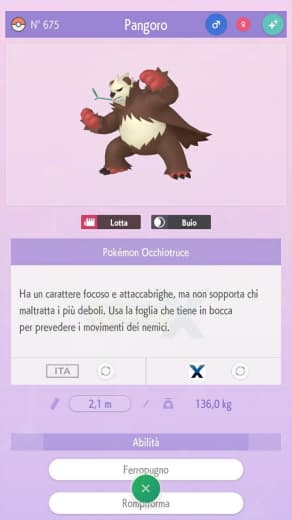 N° 675
Pangoro
Lotta
Buio
Pokémon Occhiotruce
Ha un carattere focoso e attaccabrighe, ma non sopporta chi
maltratta i più deboli. Usa la foglia che tiene in bocca
per prevedere i movimenti dei nemici.
ITA
X
2,1 m
136,0 kg
Abilità
Ferropugno
Rompiforma